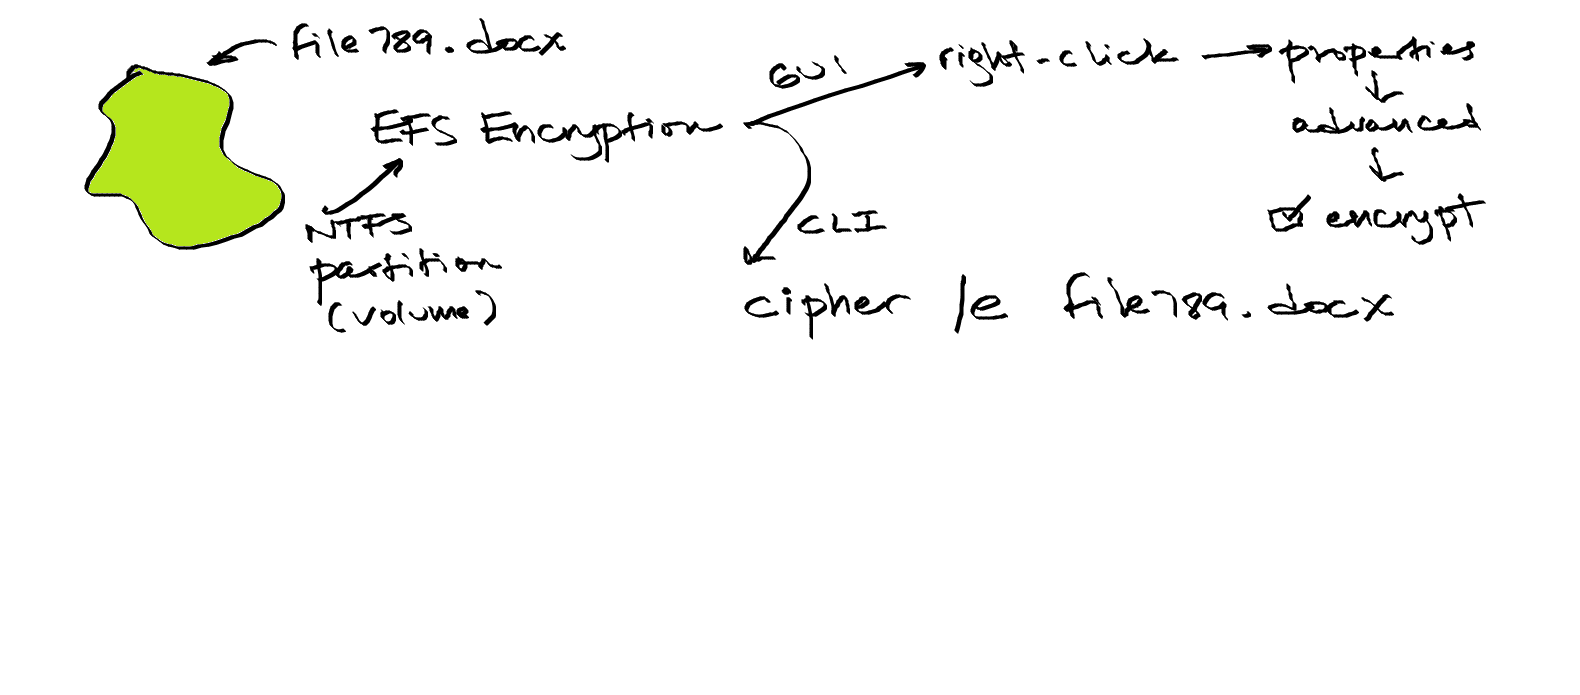 file789.docx
GUI
right-click
properties
EFS Encryption
advanced
NTFS
partition
(volume)
CLI
encrypt
cipher /e file789.docx